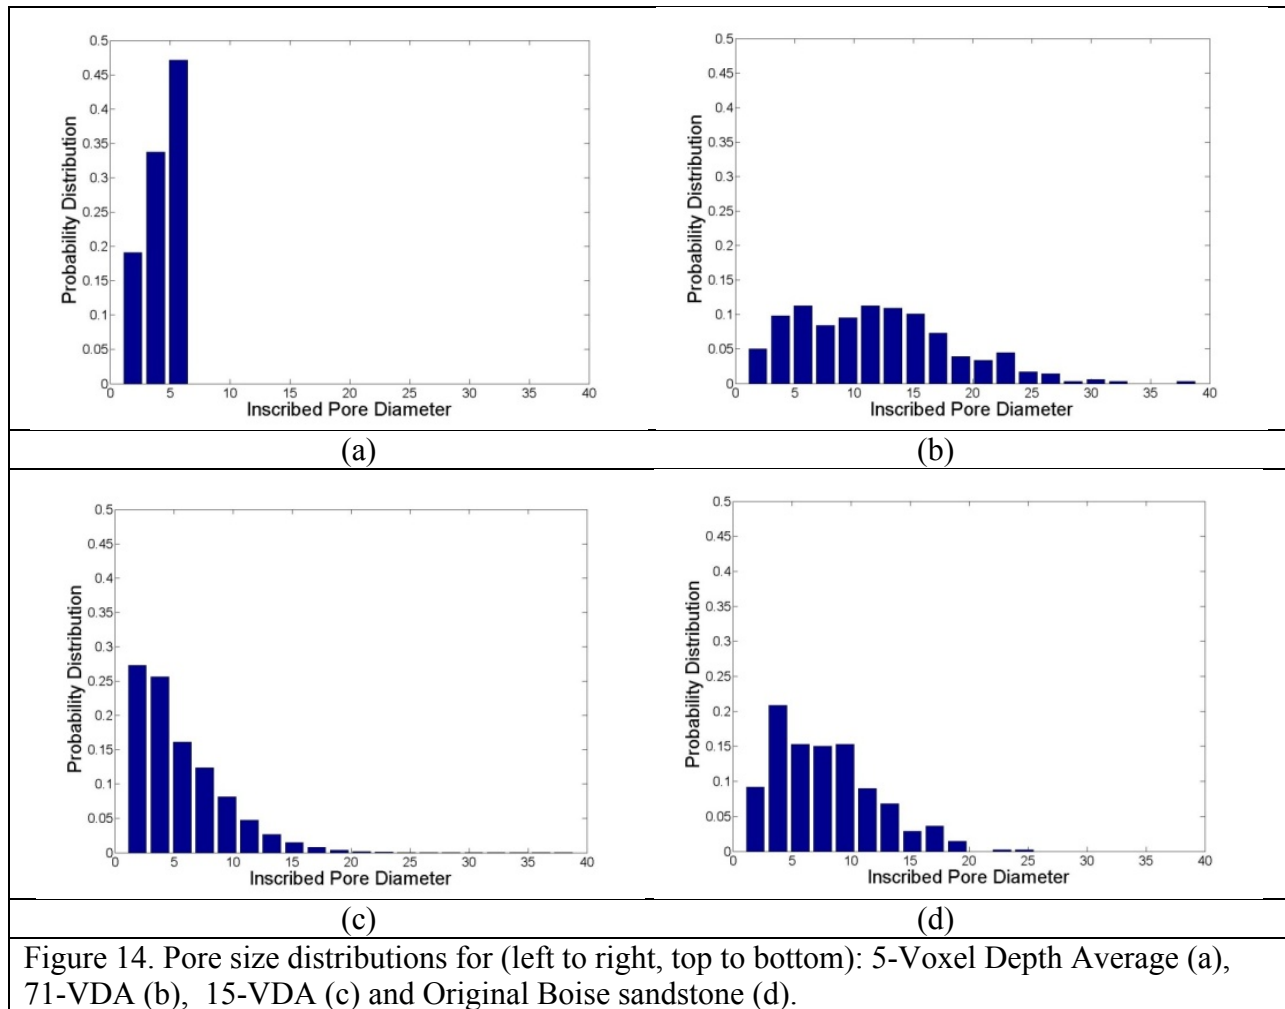 0.5
0.45
0.4
0.35
0.3
0.25
0.2
0.15
0.1
0.05
0
Probability Distribution
0 5 10 15 20 25 30 35 40
Inscribed Pore Diameter
0.5
0.45
0.4
0.35
0.3
0.25
0.2
0.15
0.1
0.05
0
Probability Distribution
0 5 10 15 20 25 30 35 40
Inscribed Pore Diameter
(a) (b)
0.5
0.45
0.4
0.35
0.3
0.25
0.2
0.15
0.1
0.05
0
Probability Distribution
0 5 10 15 20 25 30 35 40
Inscribed Pore Diameter
0.5
0.45
0.4
0.35
0.3
0.25
0.2
0.15
0.1
0.05
0
Probability Distribution
0 5 10 15 20 25 30 35 40
Inscribed Pore Diameter
(c) (d)
Figure 14. Pore size distributions for (left to right, top to bottom): 5-Voxel Depth Average (a),
71-VDA (b), 15-VDA (c) and Original Boise sandstone (d).